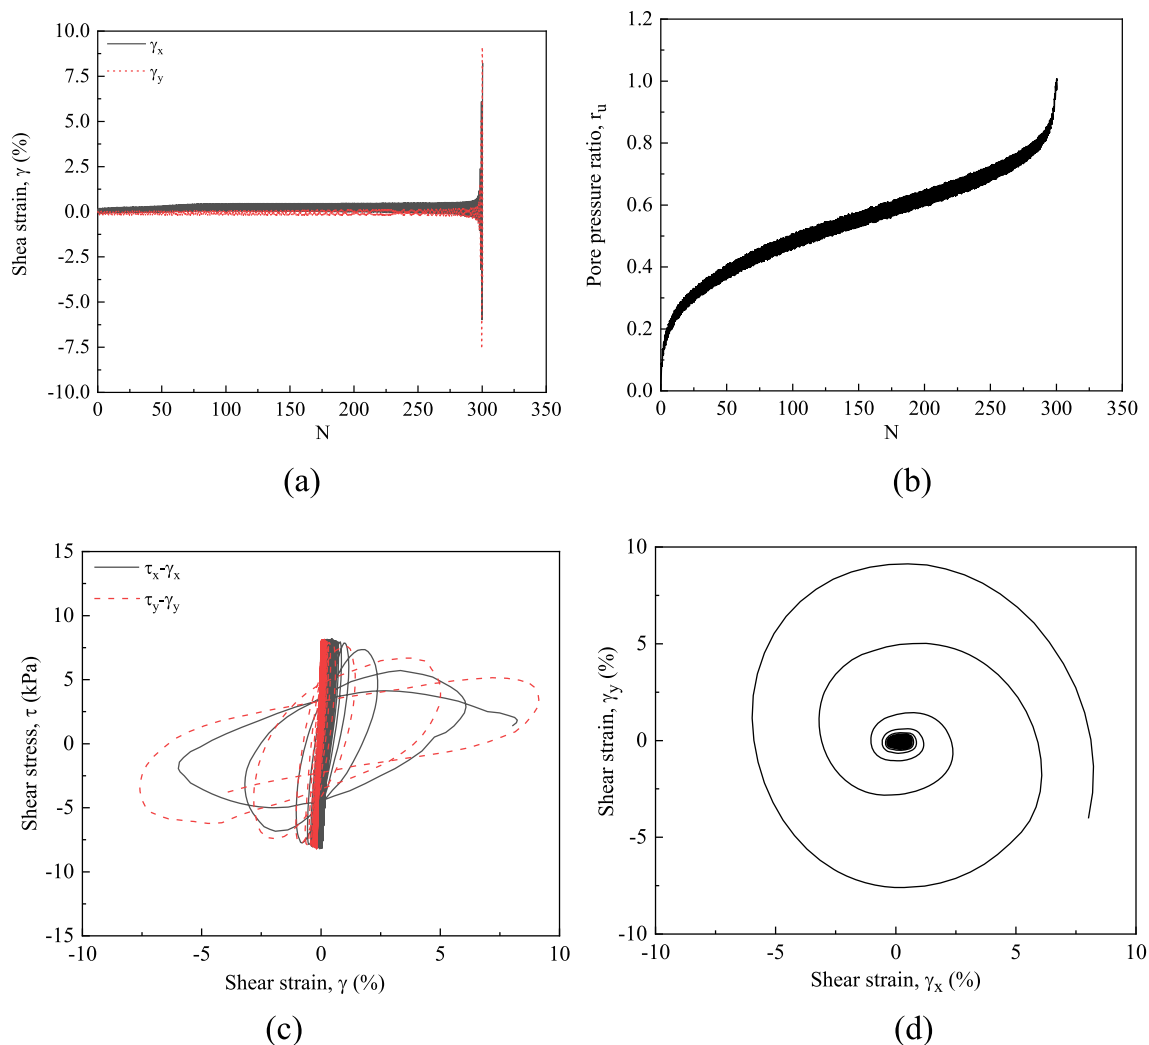 10.0
7.5
5.0
2.5
0.0
-2.5
-5.0
-7.5
-10.0
Shea strain, γ (%)
γx
γy
0 50 100 150 200 250 300 350
N
(a)
1.2
1.0
0.8
0.6
0.4
0.2
0.0
Pore pressure ratio, ru
0 50 100 150 200 250 300 350
N
(b)
15
10
5
0
-5
-10
-15
Shear stress, τ (kPa)
τx-γx
τy-γy
-10 -5 0 5 10
Shear strain, γ (%)
(c)
10
5
0
-5
-10
Shear strain, γy (%)
-10 -5 0 5 10
Shear strain, γx (%)
(d)